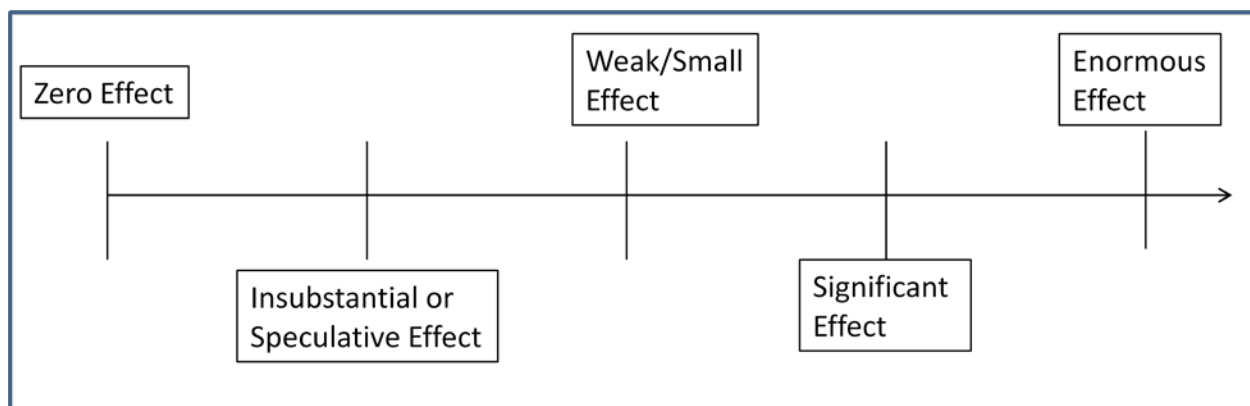 Zero Effect
Weak/Small
Effect
Enormous
Effect
Insubstantial or
Speculative Effect
Significant
Effect